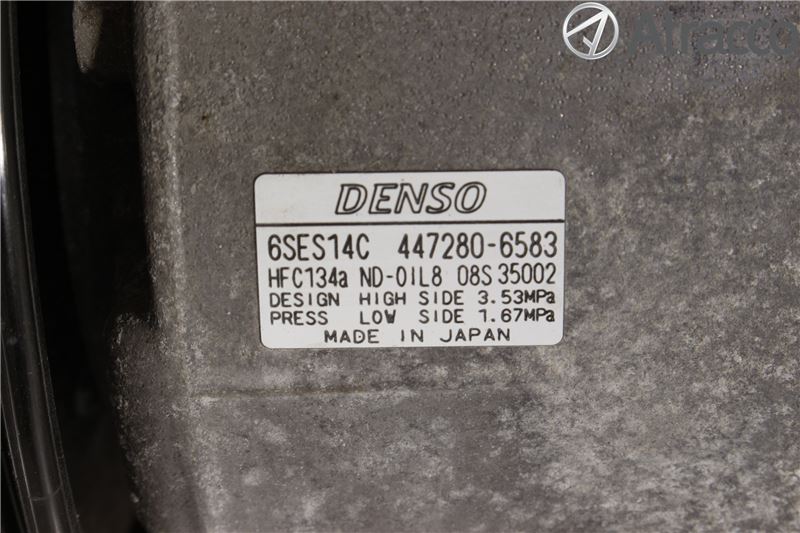 Atracco
DENSO
6SES14C 447280-6583
HFC134a ND-OIL8 08S35002
DESIGN HIGH SIDE 3.53MPa
PRESS LOW SIDE 1.67MPa
MADE IN JAPAN